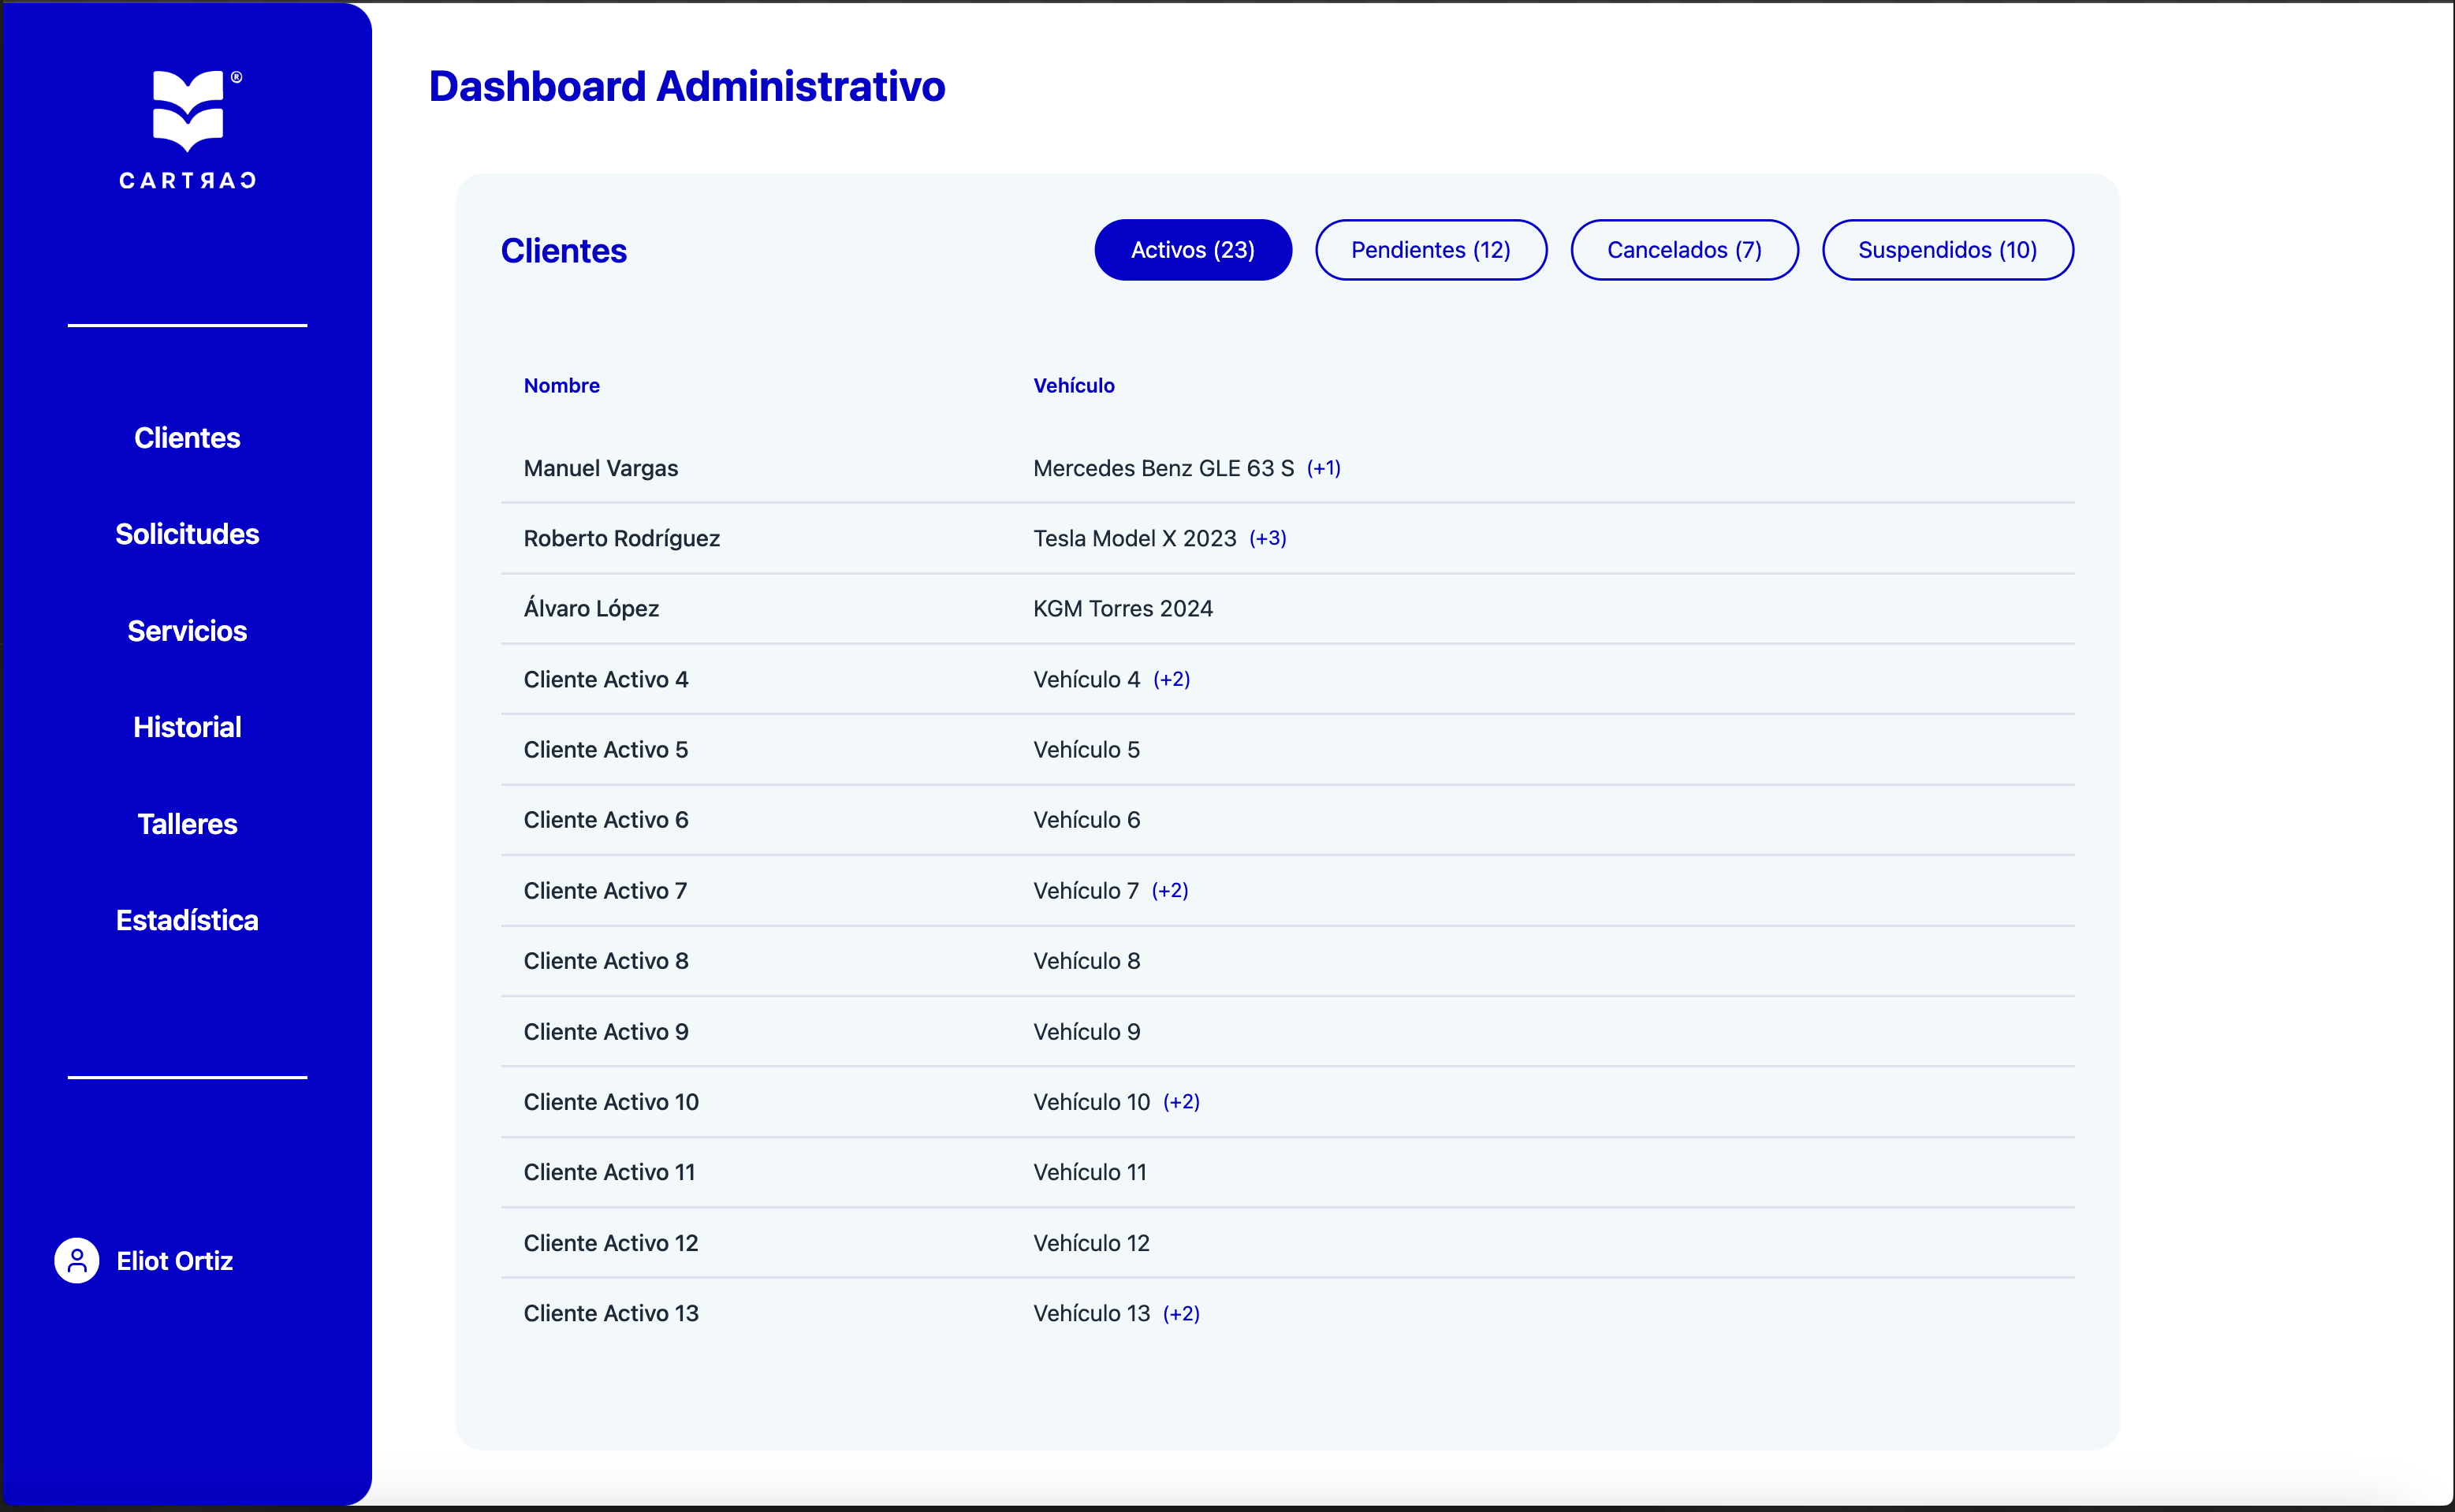 ®
CARTRAC
Clientes
Solicitudes
Servicios
Historial
Talleres
Estadística
Eliot Ortiz
Dashboard Administrativo
Clientes Activos (23) Pendientes (12) Cancelados (7) Suspendidos (10)
Nombre Vehículo
Manuel Vargas Mercedes Benz GLE 63 S (+1)
Roberto Rodríguez Tesla Model X 2023 (+3)
Álvaro López KGM Torres 2024
Cliente Activo 4 Vehículo 4 (+2)
Cliente Activo 5 Vehículo 5
Cliente Activo 6 Vehículo 6
Cliente Activo 7 Vehículo 7 (+2)
Cliente Activo 8 Vehículo 8
Cliente Activo 9 Vehículo 9
Cliente Activo 10 Vehículo 10 (+2)
Cliente Activo 11 Vehículo 11
Cliente Activo 12 Vehículo 12
Cliente Activo 13 Vehículo 13 (+2)